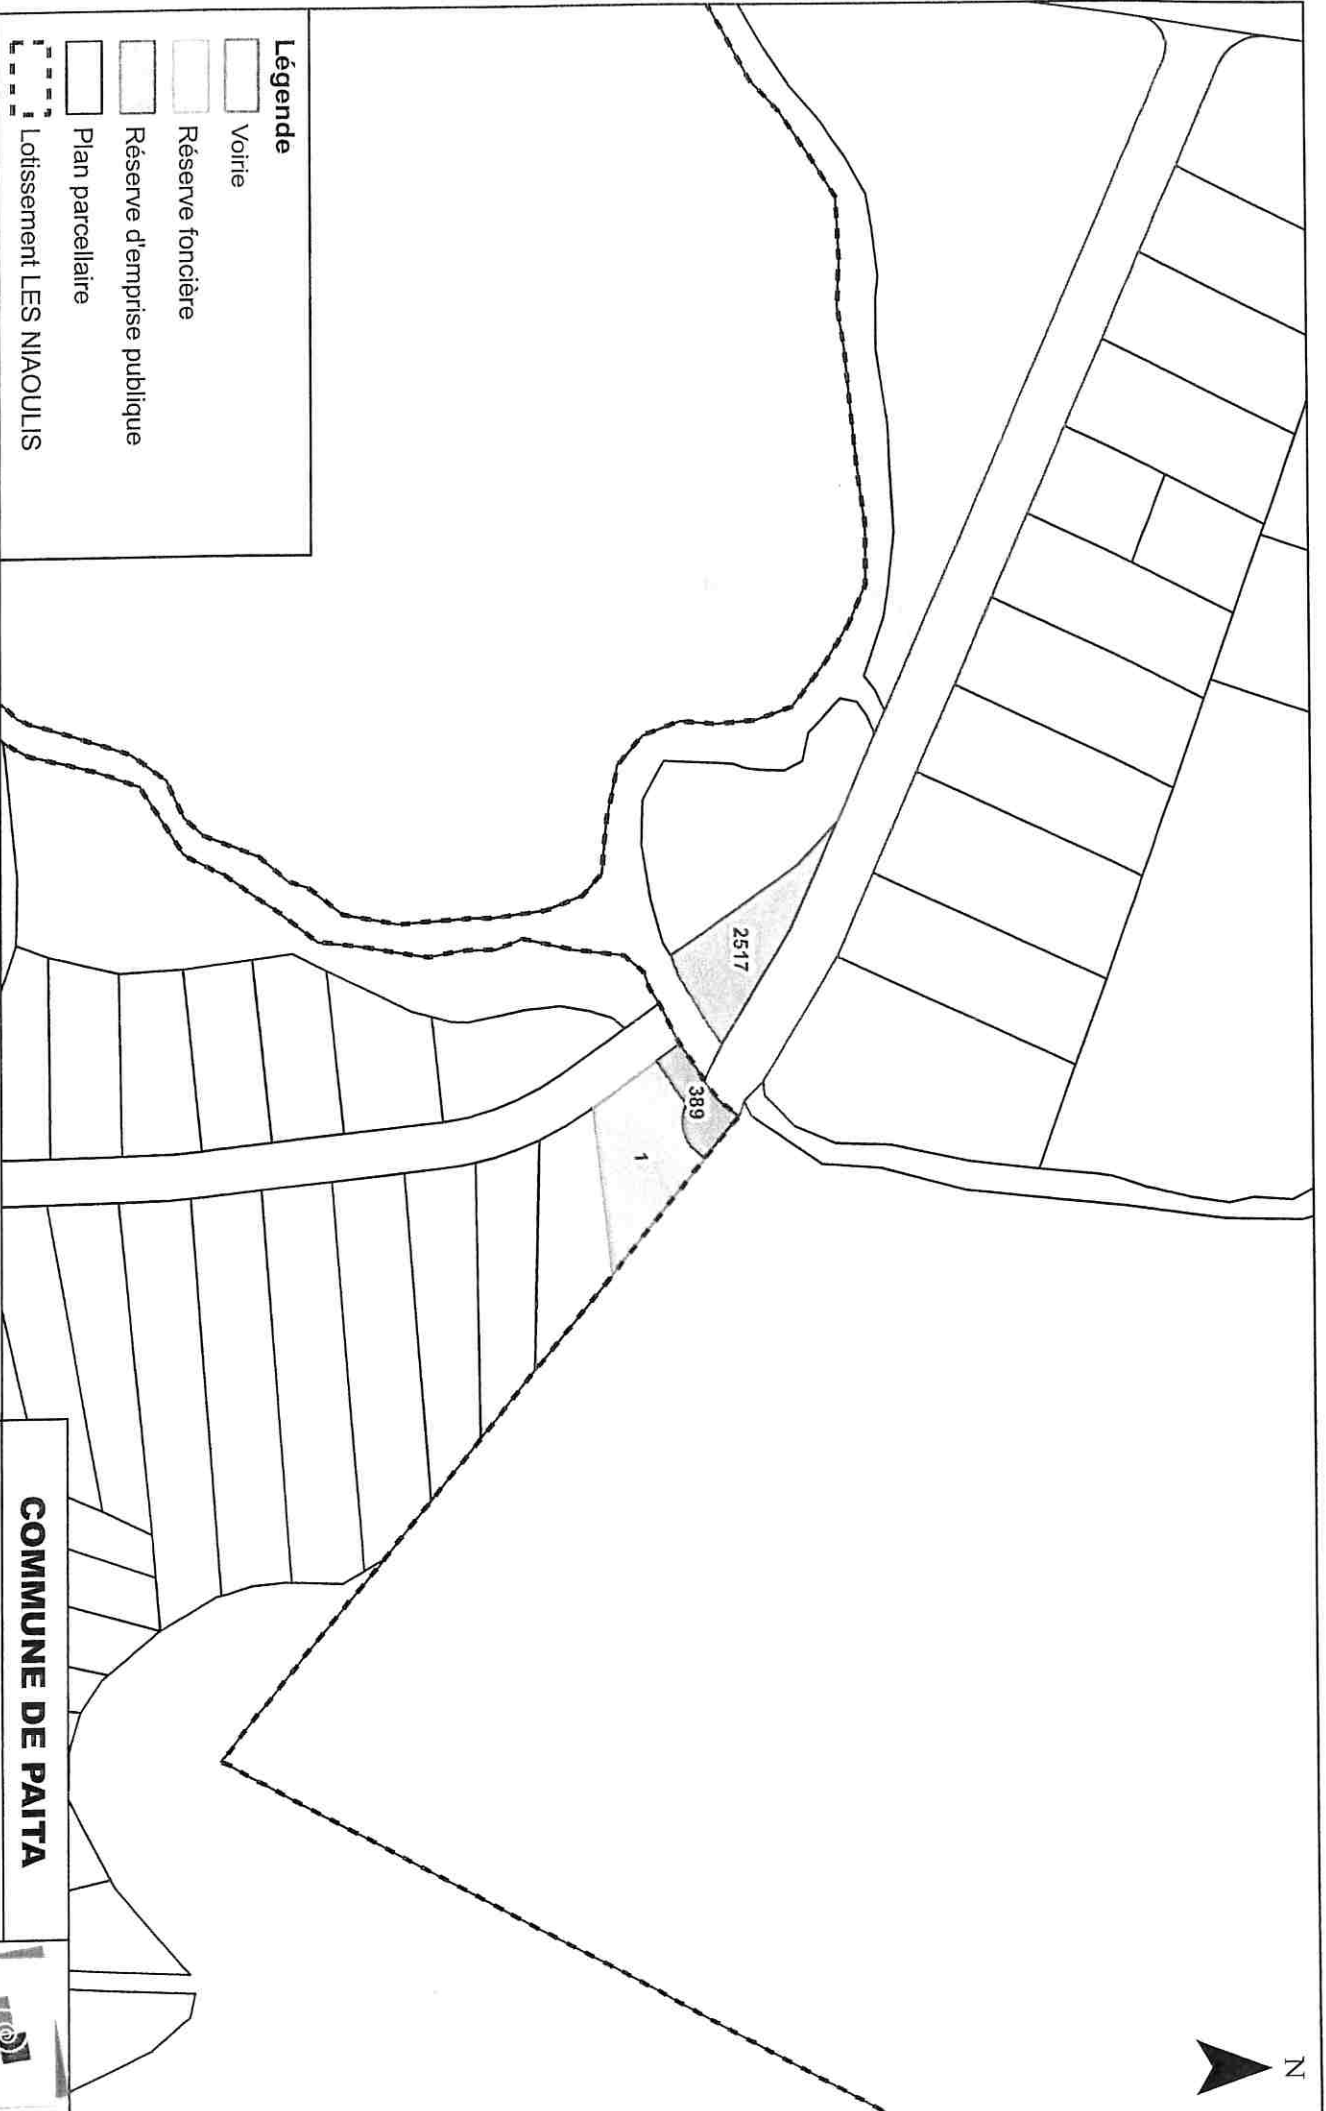 N
2517
389
1
Légende
Voirie
Réserve foncière
Réserve d'emprise publique
Plan parcellaire
Lotissement LES NIAOULIS
COMMUNE DE PAITA